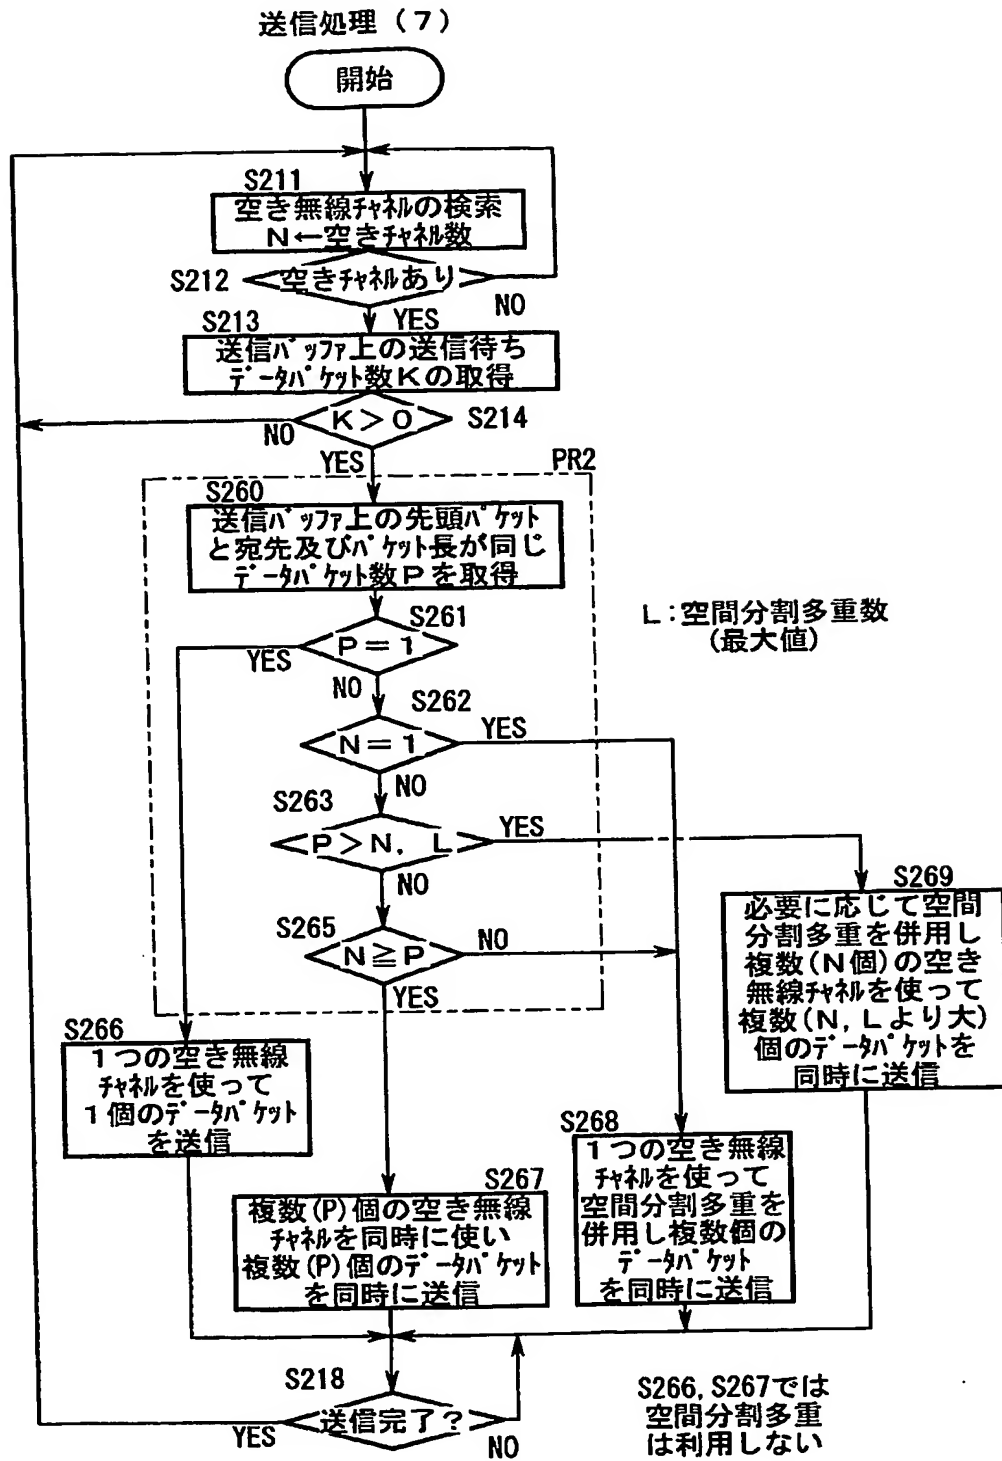 送信処理（7）
開始
S211
空き無線チャネルの検索
N←空きチャネル数
S212
空きチャネルあり
NO
YES
S213
送信バッファ上の送信待ち
データパケット数Kの取得
K＞0
S214
NO
YES
PR2
S260
送信バッファ上の先頭パケット
と宛先及びパケット長が同じ
データパケット数Pを取得
L：空間分割多重数
(最大値)
S261
P＝1
YES
NO
S262
N＝1
YES
NO
S263
P＞N, L
YES
NO
S265
N≧P
NO
YES
S269
必要に応じて空間
分割多重を併用し
複数(N個)の空き
無線チャネルを使って
複数(N, Lより大)
個のデータパケットを
同時に送信
S266
1つの空き無線
チャネルを使って
1個のデータパケット
を送信
S268
1つの空き無線
チャネルを使って
空間分割多重を
併用し複数個の
データパケット
を同時に送信
S267
複数(P)個の空き無線
チャネルを同時に使い
複数(P)個のデータパケット
を同時に送信
S218
送信完了？
YES
NO
S266, S267では
空間分割多重
は利用しない